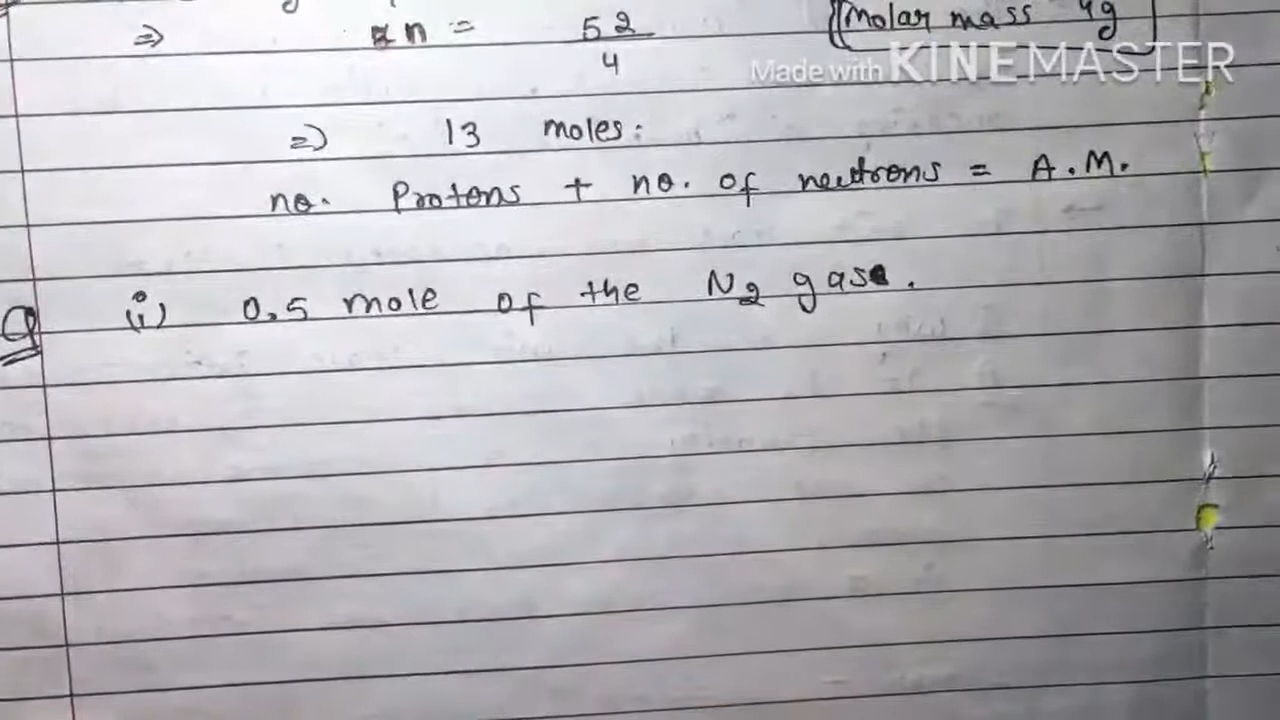 ⇒ n = 52/4 [Molar mass 4g]
Made with KINEMASTER
⇒ 13 moles:
no. Protons + no. of neutrons = A.M.
Q (i) 0.5 mole of the N2 gas.